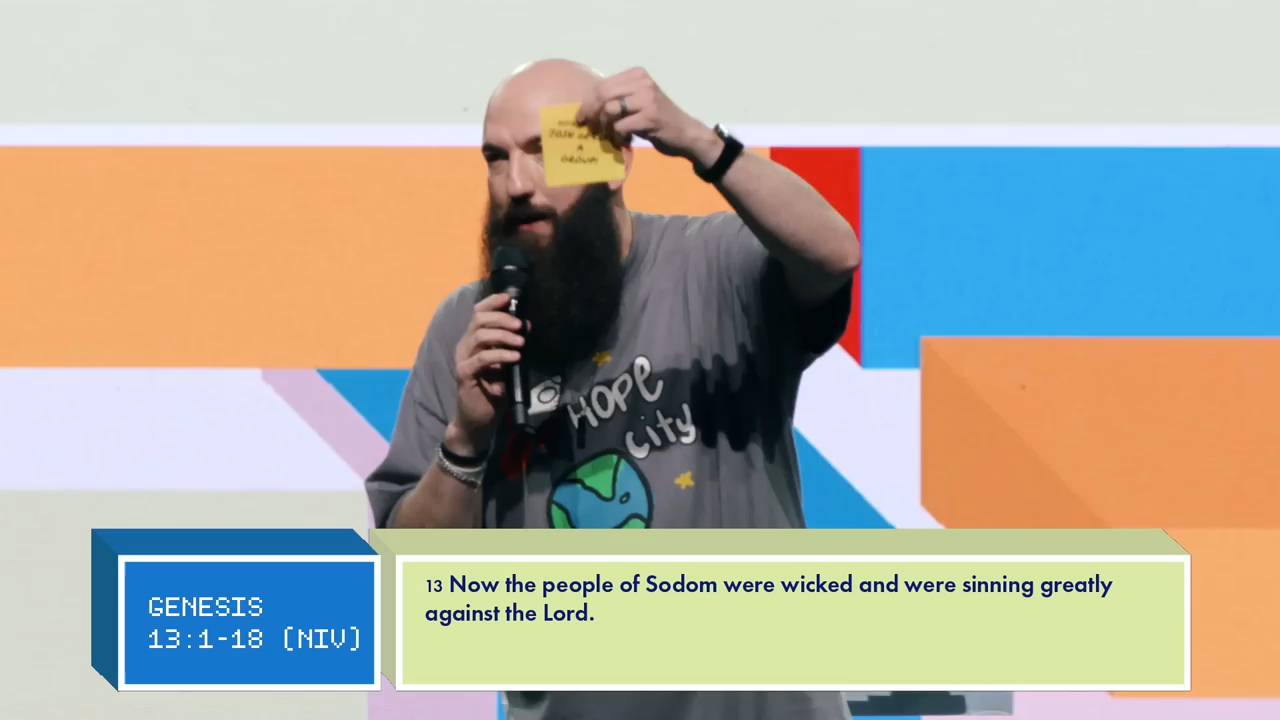 A
GROUP
HOPE
City
GENESIS
13:1-18 (NIV)
13 Now the people of Sodom were wicked and were sinning greatly
against the Lord.